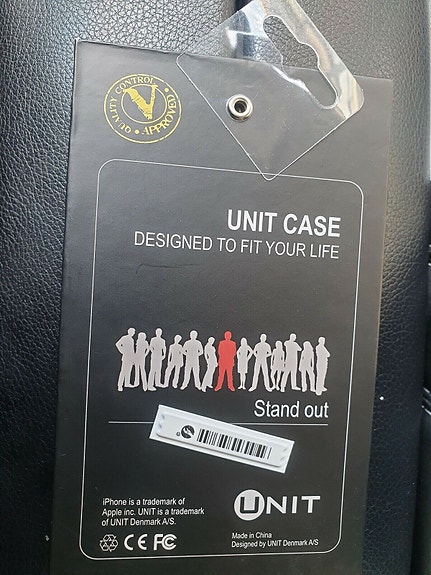 QUALITY CONTROL
V
APPROVED
UNIT CASE
DESIGNED TO FIT YOUR LIFE
Stand out
iPhone is a trademark of
Apple inc. UNIT is a trademark
of UNIT Denmark A/S.
CE FC
UNIT
Made in China
Designed by UNIT Denmark A/S